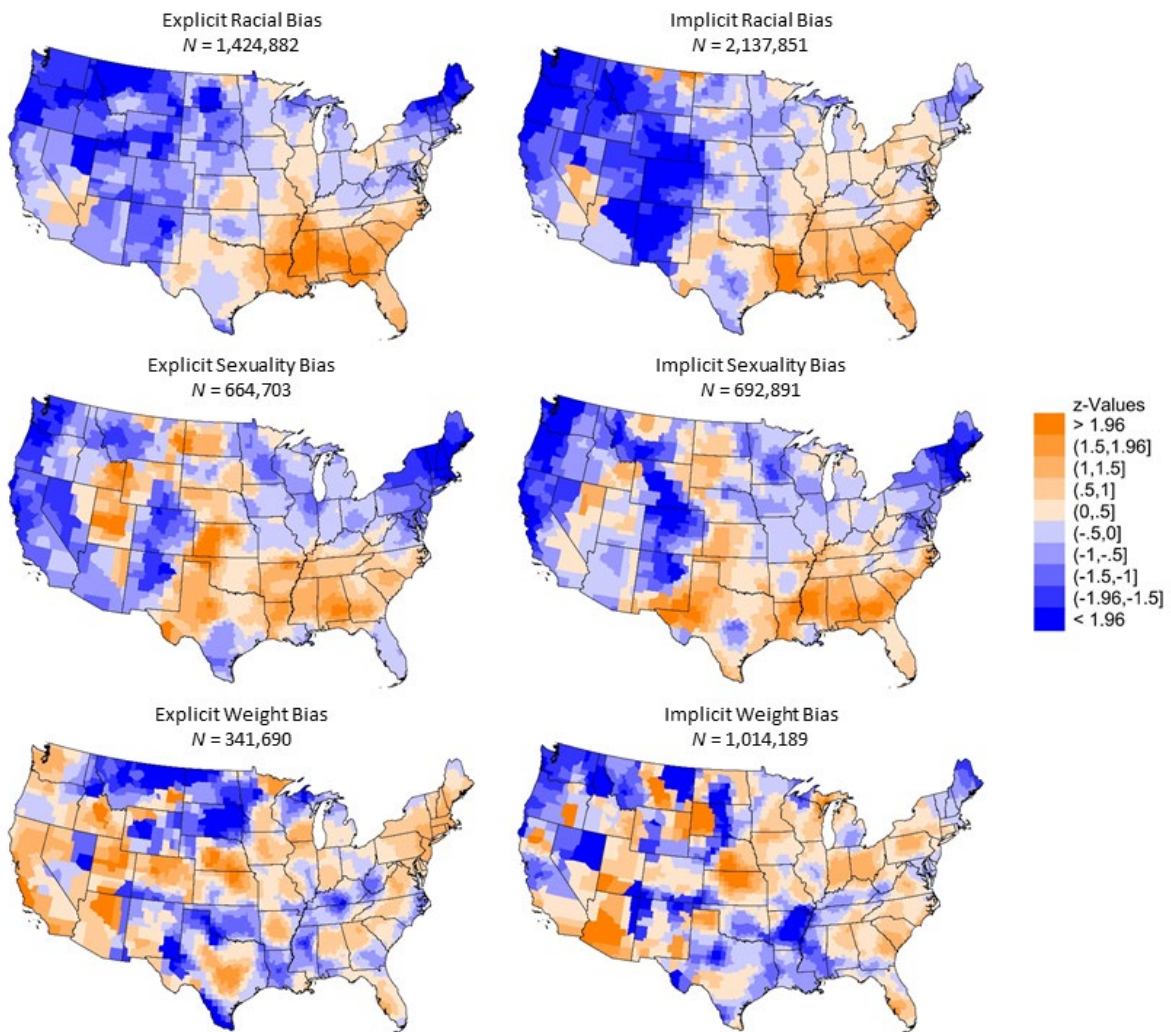 Explicit Racial Bias
N = 1,424,882
Implicit Racial Bias
N = 2,137,851
Explicit Sexuality Bias
N = 664,703
Implicit Sexuality Bias
N = 692,891
z-Values
> 1.96
(1.5,1.96]
(1,1.5]
(.5,1]
(0,.5]
(-.5,0]
(-1,-.5]
(-1.5,-1]
(-1.96,-1.5]
< 1.96
Explicit Weight Bias
N = 341,690
Implicit Weight Bias
N = 1,014,189